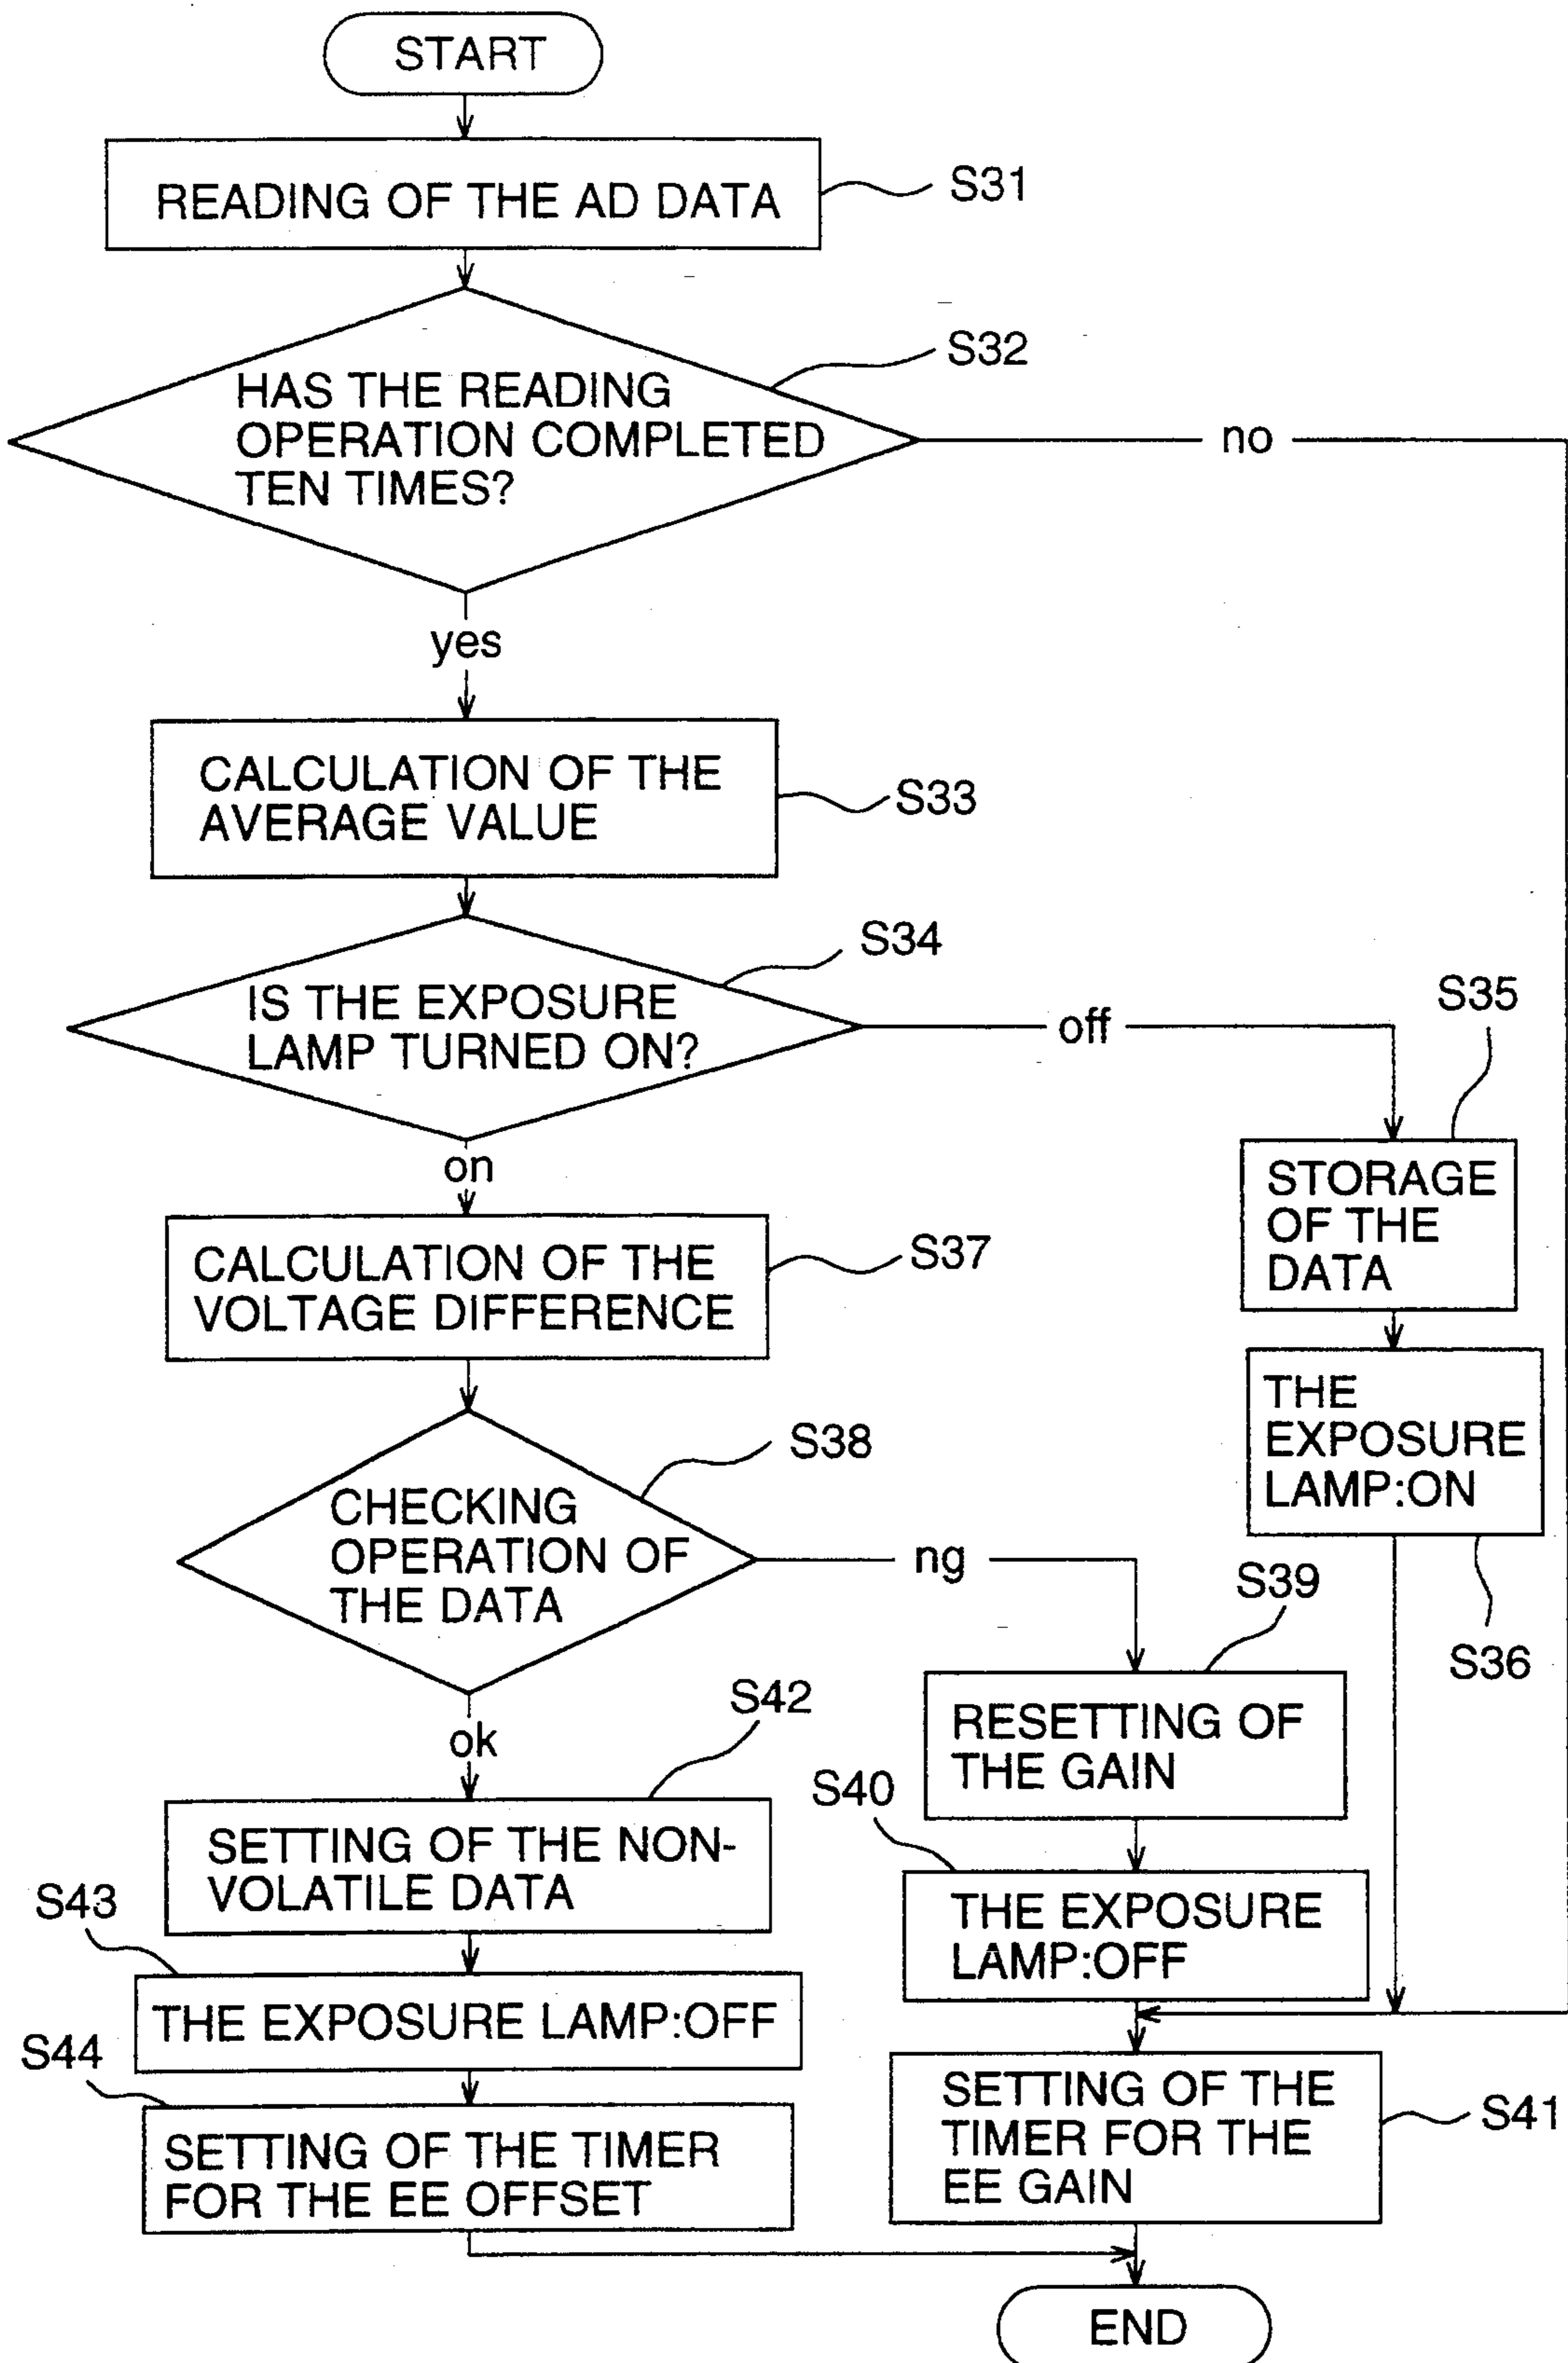 START
READING OF THE AD DATA
S31
HAS THE READING
OPERATION COMPLETED
TEN TIMES?
S32
no
yes
CALCULATION OF THE
AVERAGE VALUE
S33
IS THE EXPOSURE
LAMP TURNED ON?
S34
off
S35
on
STORAGE
OF THE
DATA
CALCULATION OF THE
VOLTAGE DIFFERENCE
S37
THE
EXPOSURE
LAMP:ON
S36
CHECKING
OPERATION OF
THE DATA
S38
ng
S39
ok
S42
RESETTING OF
THE GAIN
S40
SETTING OF THE NON-
VOLATILE DATA
S43
THE EXPOSURE
LAMP:OFF
THE EXPOSURE LAMP:OFF
S44
SETTING OF THE TIMER
FOR THE EE OFFSET
SETTING OF THE
TIMER FOR THE
EE GAIN
S41
END